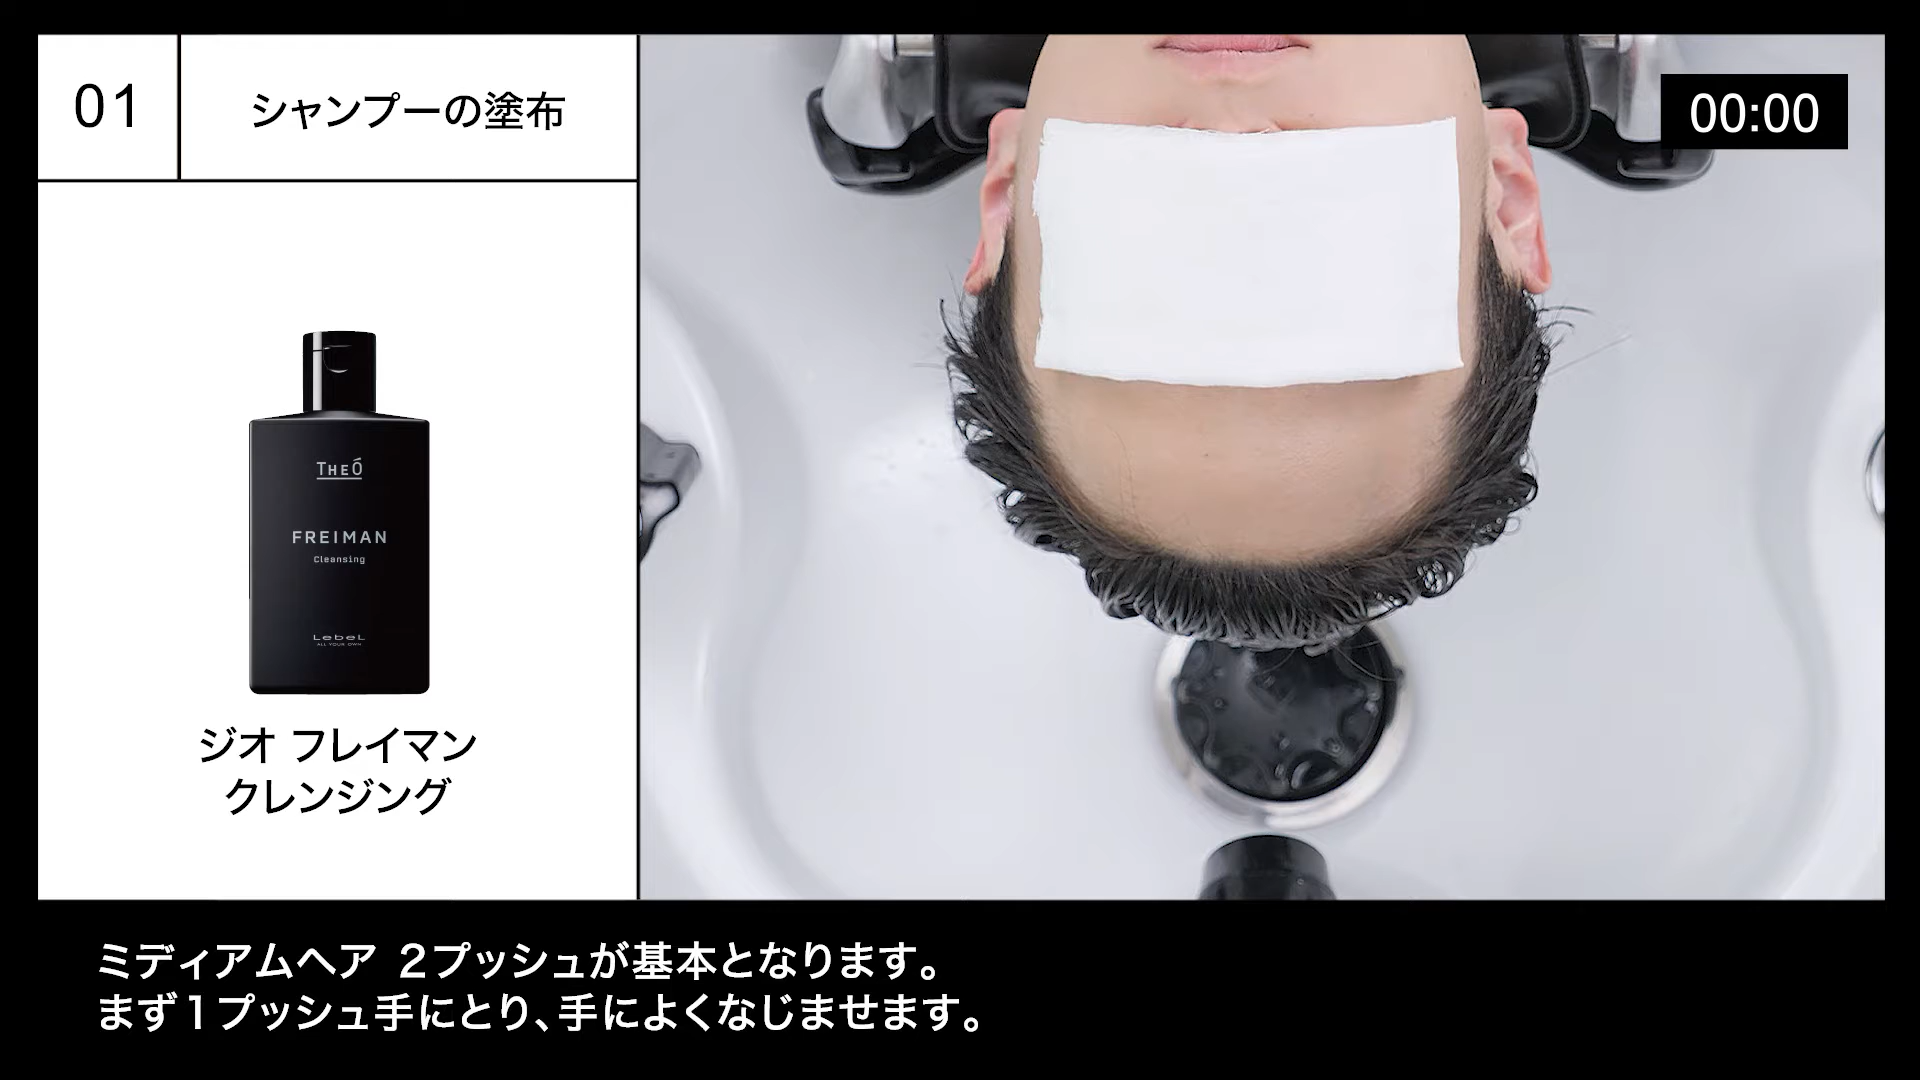 01
シャンプーの塗布
00:00
THEÓ
FREIMAN
Cleansing
LebeL
ALL YOUR OWN
ジオ フレイマン
クレンジング
ミディアムヘア 2プッシュが基本となります。
まず1プッシュ手にとり、手によくなじませます。